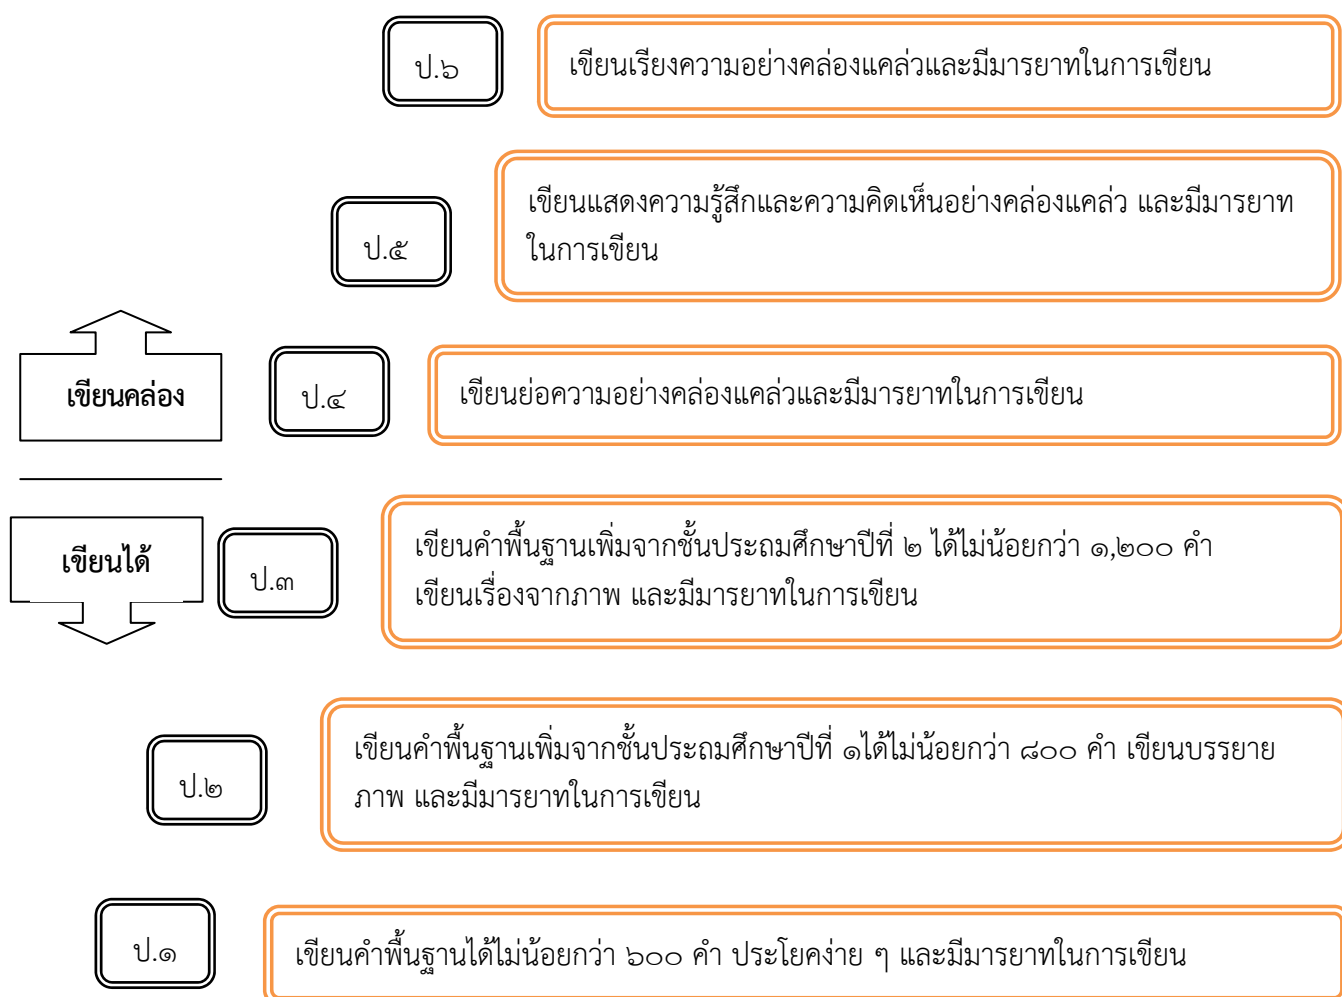 ป.๖
เขียนเรียงความอย่างคล่องแคล่วและมีมารยาทในการเขียน
เขียนแสดงความรู้สึกและความคิดเห็นอย่างคล่องแคล่ว และมีมารยาท
ในการเขียน
ป.๕
เขียนคล่อง
ป.๔
เขียนย่อความอย่างคล่องแคล่วและมีมารยาทในการเขียน
เขียนได้
ป.๓
เขียนคำพื้นฐานเพิ่มจากชั้นประถมศึกษาปีที่ ๒ ได้ไม่น้อยกว่า ๑,๒๐๐ คำ
เขียนเรื่องจากภาพ และมีมารยาทในการเขียน
ป.๒
เขียนคำพื้นฐานเพิ่มจากชั้นประถมศึกษาปีที่ ๑ได้ไม่น้อยกว่า ๘๐๐ คำ เขียนบรรยาย
ภาพ และมีมารยาทในการเขียน
ป.๑
เขียนคำพื้นฐานได้ไม่น้อยกว่า ๖๐๐ คำ ประโยคง่าย ๆ และมีมารยาทในการเขียน